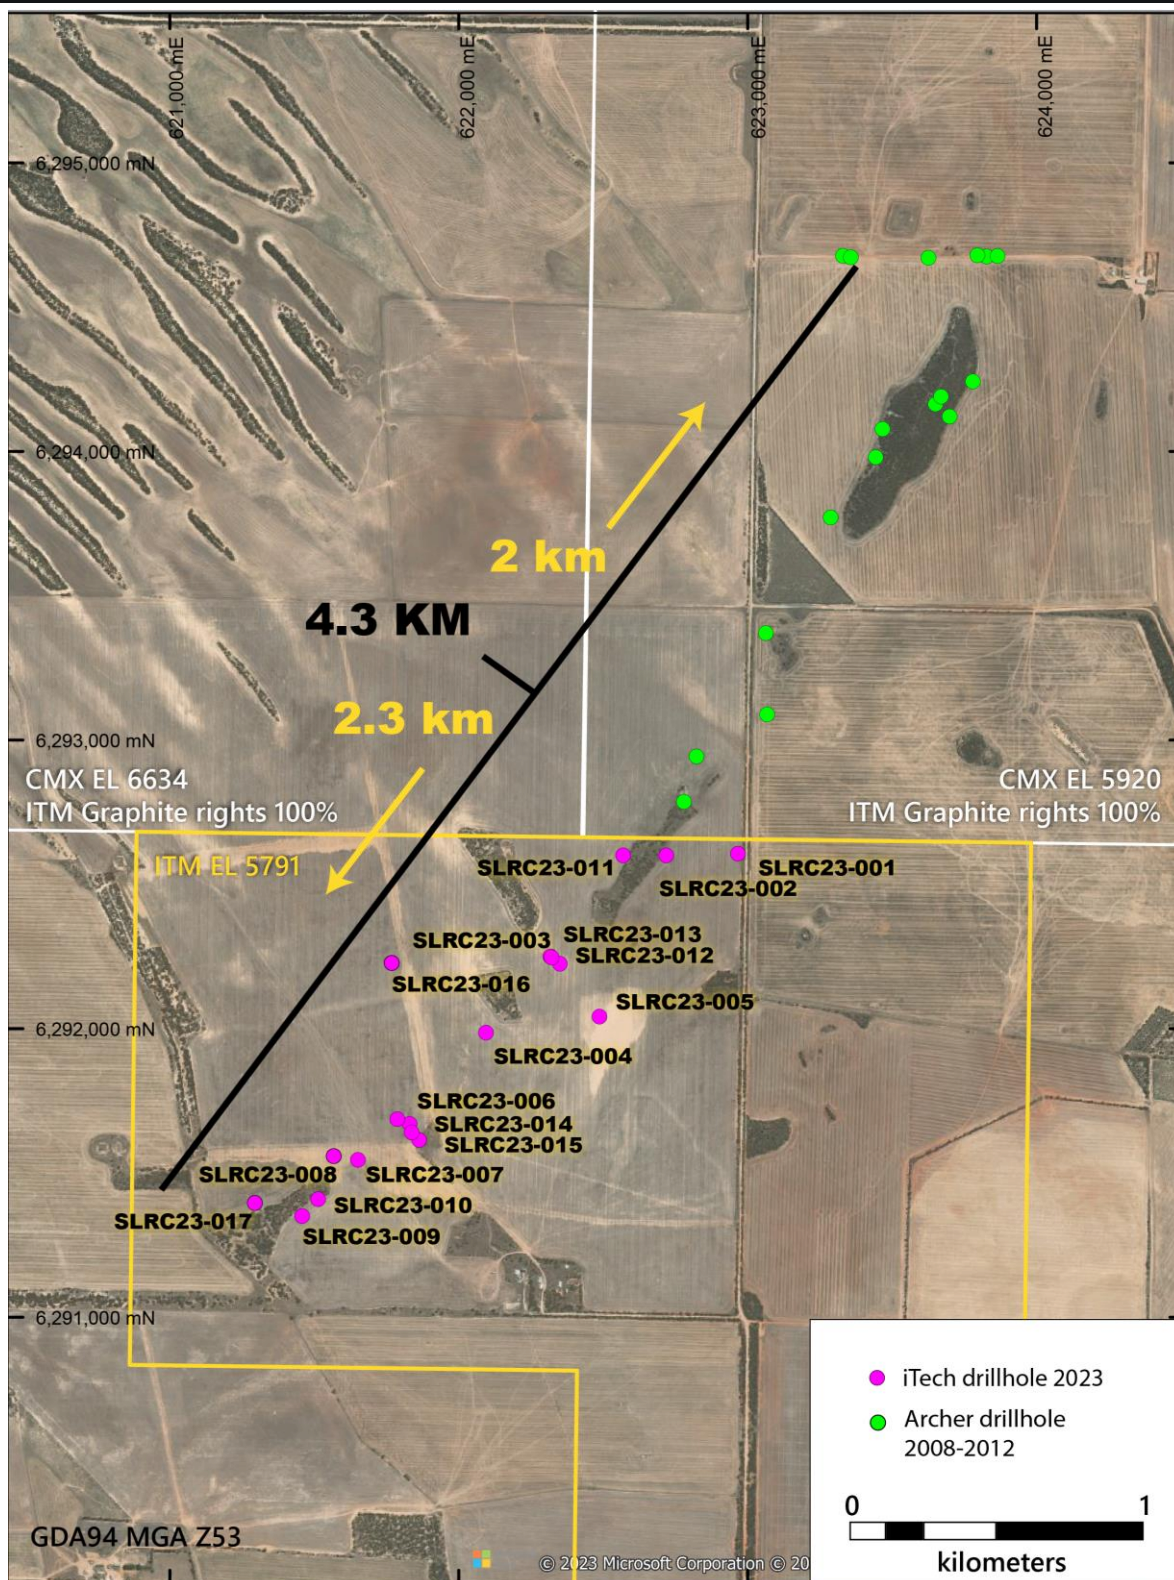 621,000 mE
622,000 mE
623,000 mE
624,000 mE
6,295,000 mN
6,294,000 mN
2 km
4.3 KM
2.3 km
6,293,000 mN
CMX EL 6634
ITM Graphite rights 100%
CMX EL 5920
ITM Graphite rights 100%
ITM EL 5791
SLRC23-011
SLRC23-001
SLRC23-002
SLRC23-013
SLRC23-003
SLRC23-012
SLRC23-016
SLRC23-005
6,292,000 mN
SLRC23-004
SLRC23-006
SLRC23-014
SLRC23-015
SLRC23-008
SLRC23-007
SLRC23-010
SLRC23-017
SLRC23-009
6,291,000 mN
iTech drillhole 2023
Archer drillhole
2008-2012
0 1
kilometers
GDA94 MGA Z53
© 2023 Microsoft Corporation © 20